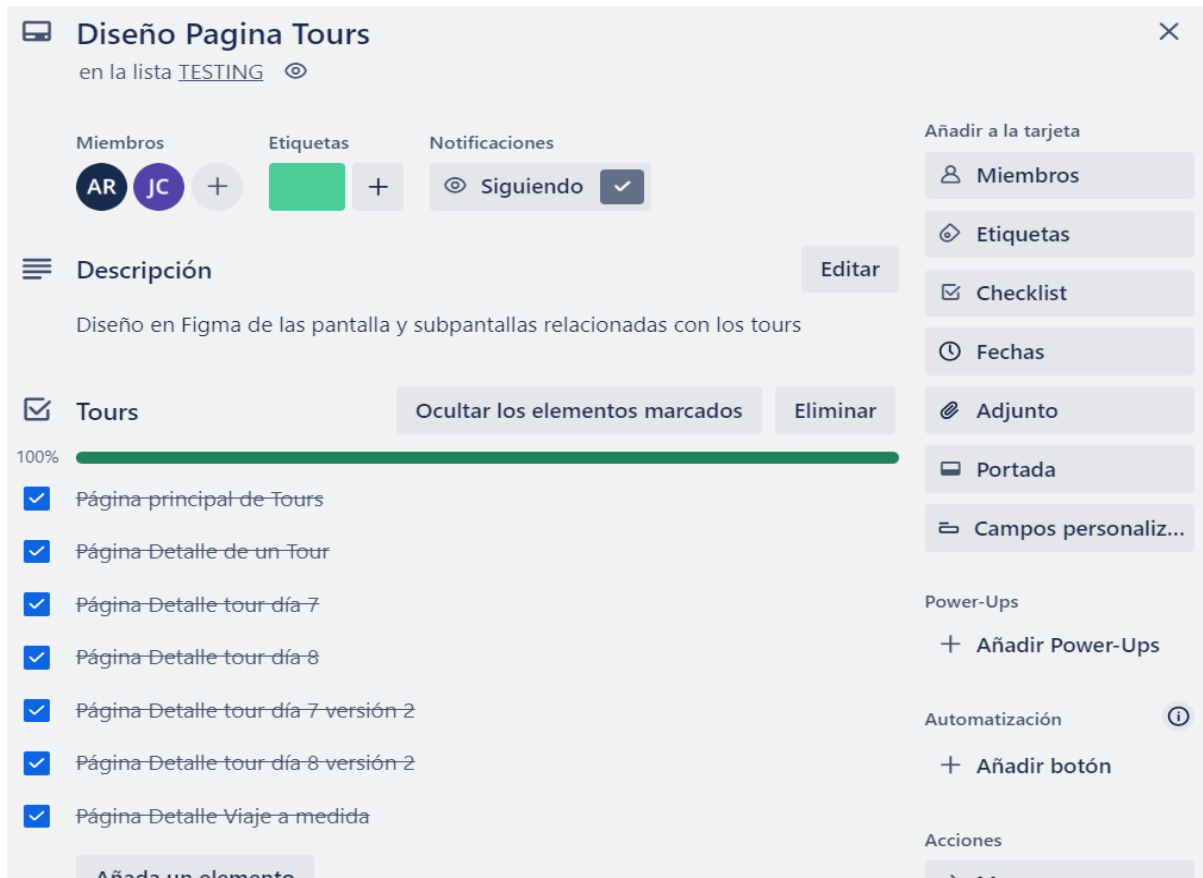 Diseño Pagina Tours
en la lista TESTING
Miembros
Etiquetas
Notificaciones
AR
JC
Siguiendo
Descripción
Editar
Diseño en Figma de las pantalla y subpantallas relacionadas con los tours
Tours
Ocultar los elementos marcados
Eliminar
100%
Página principal de Tours
Página Detalle de un Tour
Página Detalle tour día 7
Página Detalle tour día 8
Página Detalle tour día 7 versión 2
Página Detalle tour día 8 versión 2
Página Detalle Viaje a medida
Añada un elemento
Añadir a la tarjeta
Miembros
Etiquetas
Checklist
Fechas
Adjunto
Portada
Campos personaliz...
Power-Ups
Añadir Power-Ups
Automatización
Añadir botón
Acciones